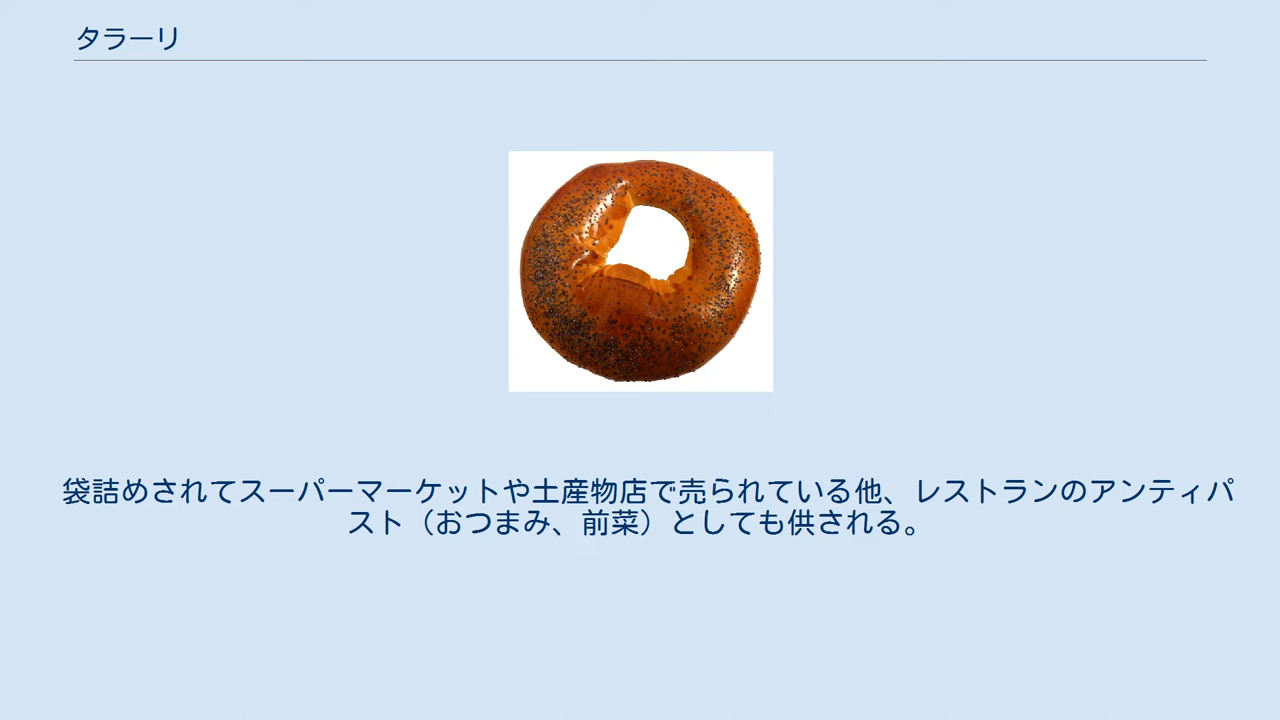 タラーリ
袋詰めされてスーパーマーケットや土産物店で売られている他、レストランのアンティパ
スト（おつまみ、前菜）としても供される。